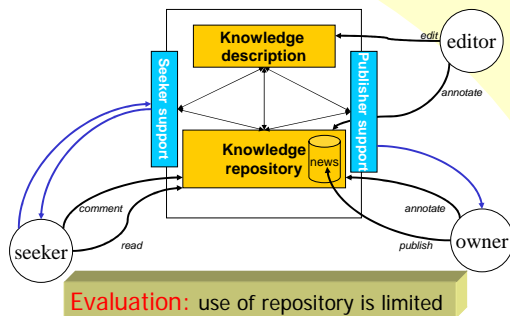 Knowledge
description
edit
editor
Seeker support
Publisher support
annotate
Knowledge
repository
news
comment
annotate
seeker
read
publish
owner
Evaluation: use of repository is limited